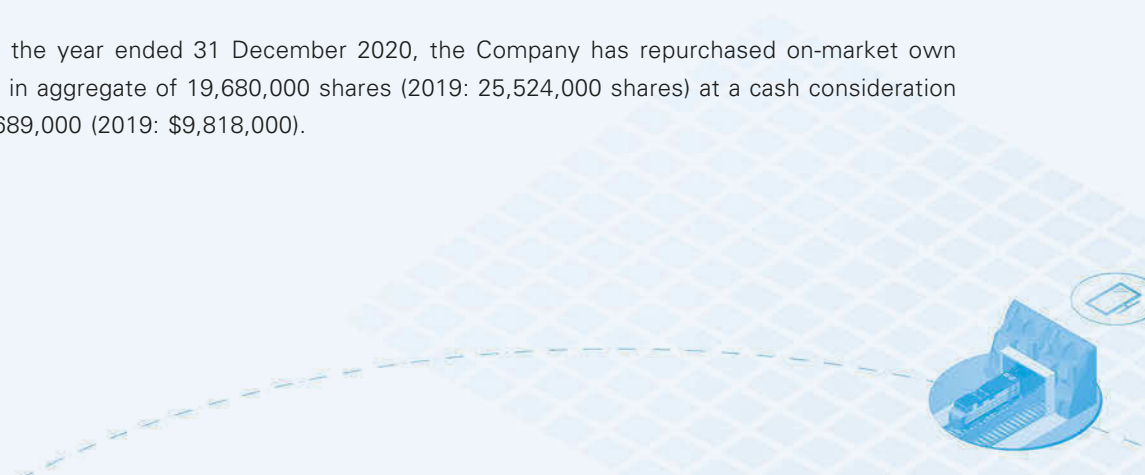 the year ended 31 December 2020, the Company has repurchased on-market own
in aggregate of 19,680,000 shares (2019: 25,524,000 shares) at a cash consideration
689,000 (2019: $9,818,000).